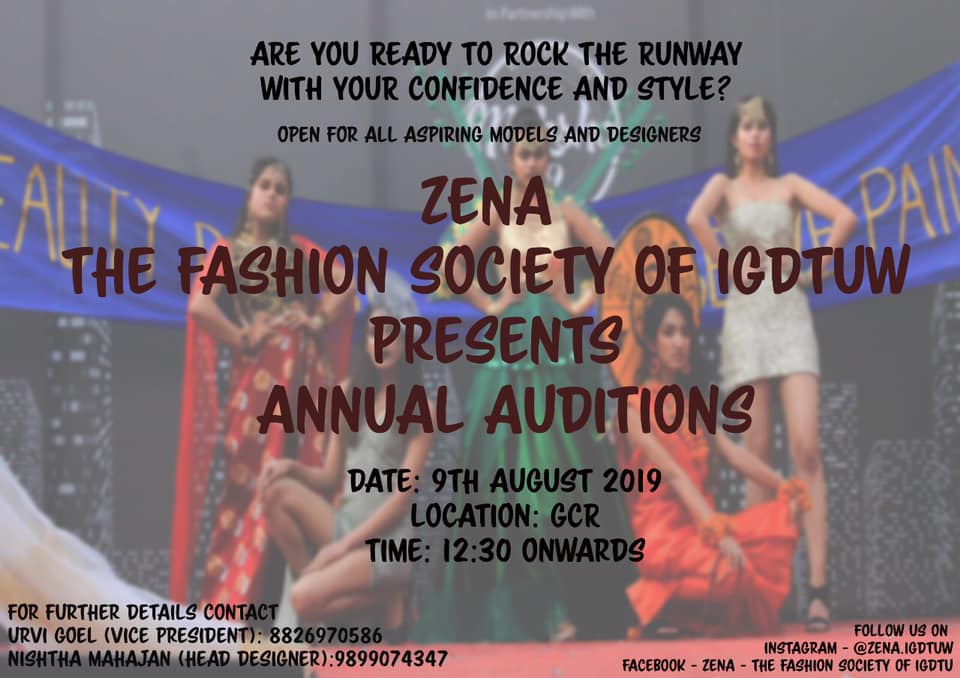 In Partnership With
ARE YOU READY TO ROCK THE RUNWAY
WITH YOUR CONFIDENCE AND STYLE?
OPEN FOR ALL ASPIRING MODELS AND DESIGNERS
ZENA
THE FASHION SOCIETY OF IGDTUW
PRESENTS
ANNUAL AUDITIONS
DATE: 9TH AUGUST 2019
LOCATION: GCR
TIME: 12:30 ONWARDS
FOR FURTHER DETAILS CONTACT
URVI GOEL (VICE PRESIDENT): 8826970586
NISHTHA MAHAJAN (HEAD DESIGNER):9899074347
FOLLOW US ON
INSTAGRAM - @ZENA.IGDTUW
FACEBOOK - ZENA - THE FASHION SOCIETY OF IGDTU